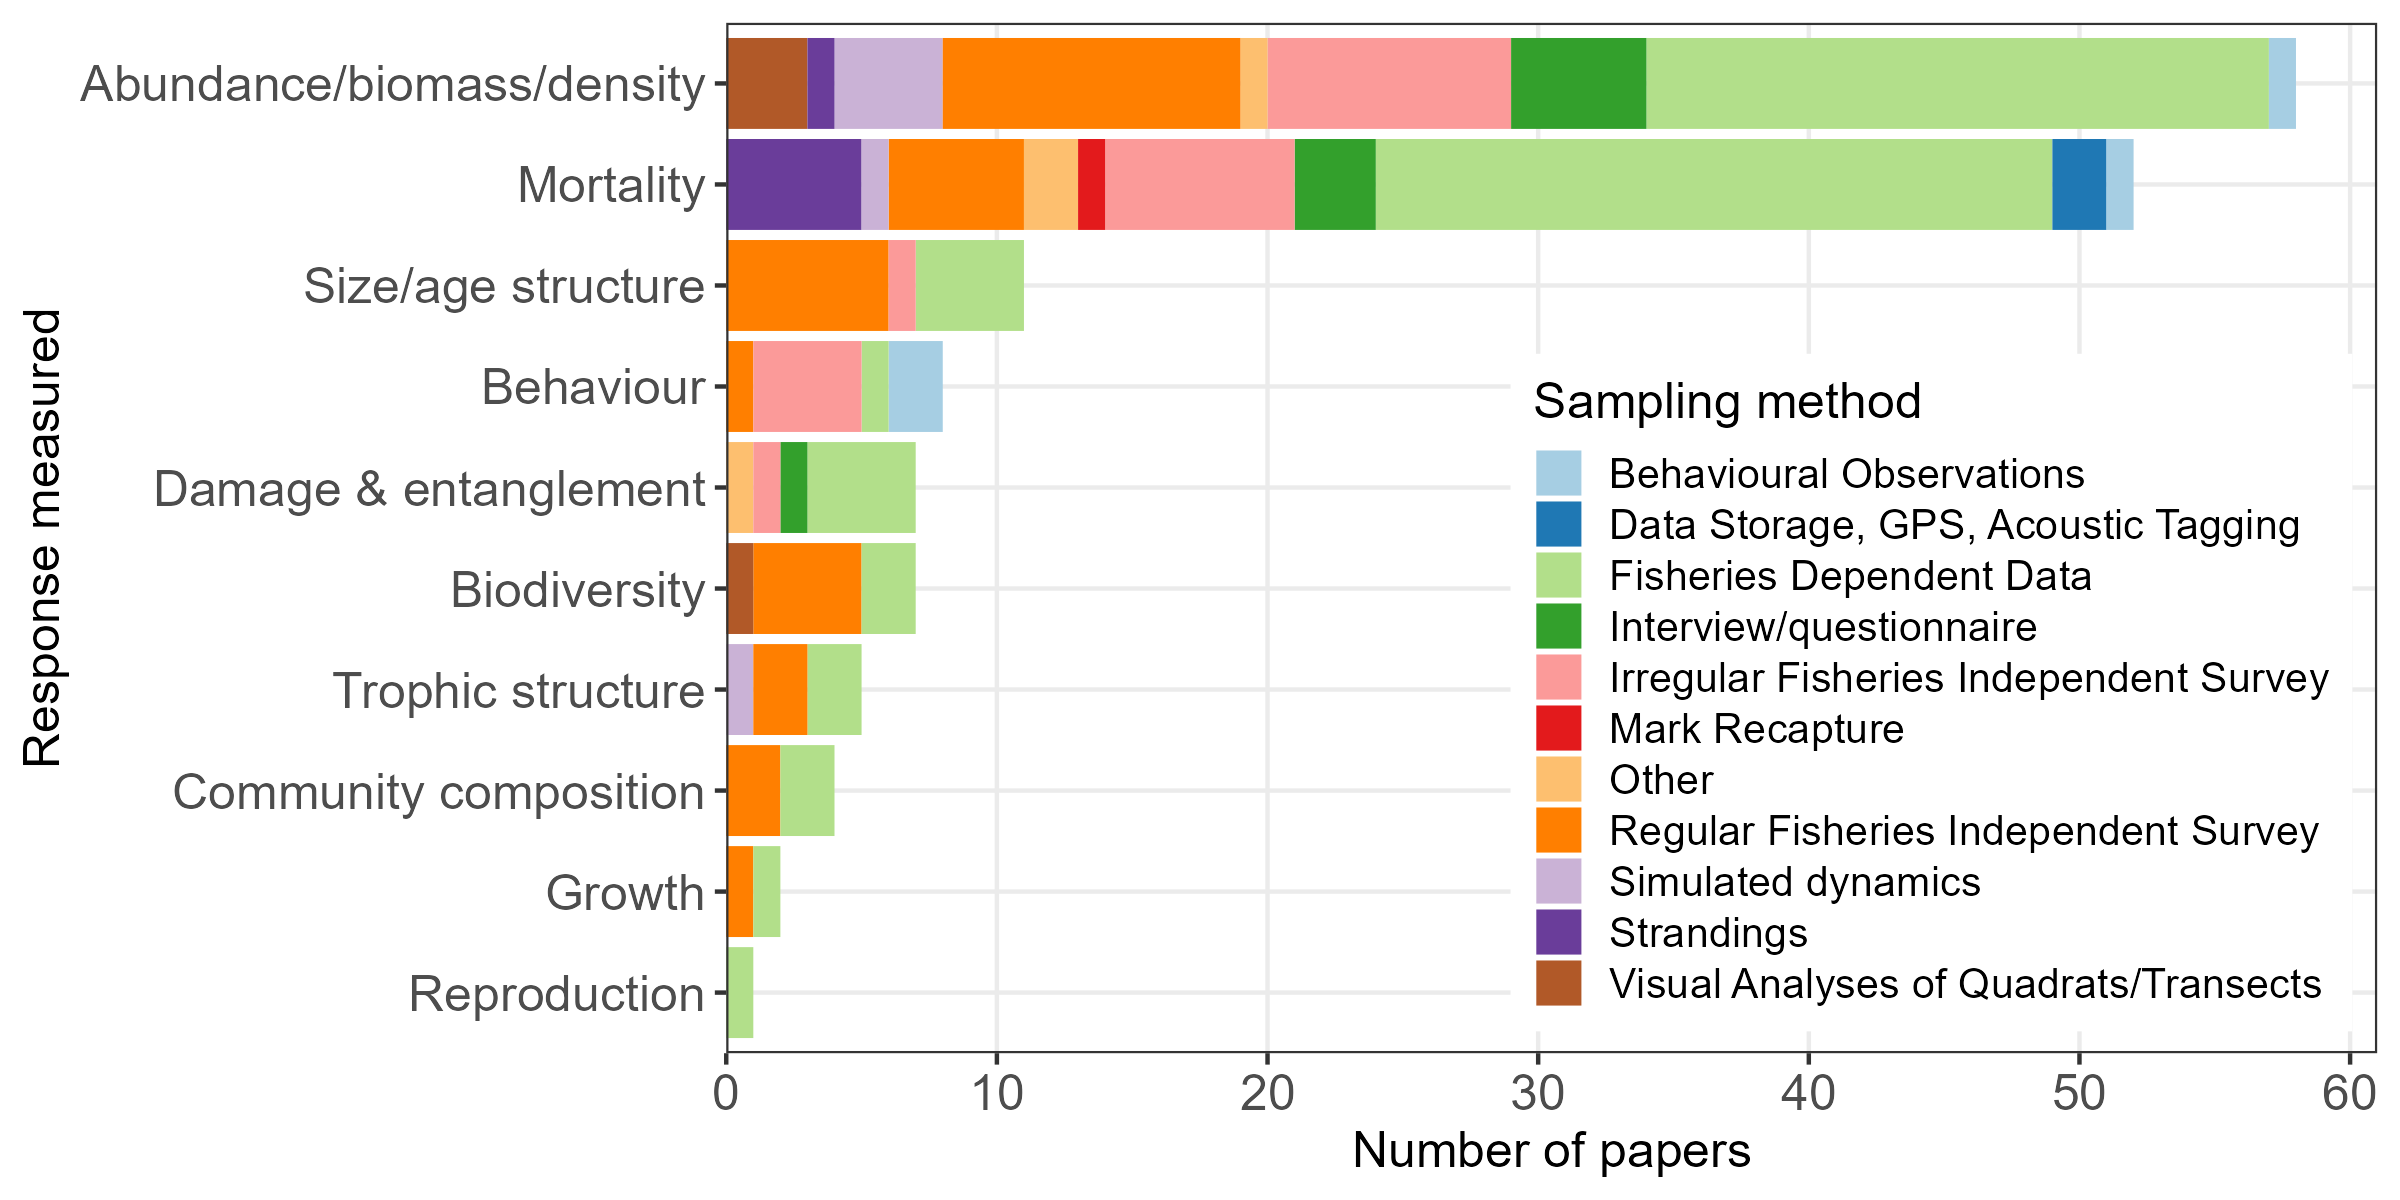 Abundance/biomass/density
Mortality
Size/age structure
Behaviour
Damage & entanglement
Biodiversity
Trophic structure
Community composition
Growth
Reproduction
Response measured
Sampling method
Behavioural Observations
Data Storage, GPS, Acoustic Tagging
Fisheries Dependent Data
Interview/questionnaire
Irregular Fisheries Independent Survey
Mark Recapture
Other
Regular Fisheries Independent Survey
Simulated dynamics
Strandings
Visual Analyses of Quadrats/Transects
0 10 20 30 40 50 60
Number of papers